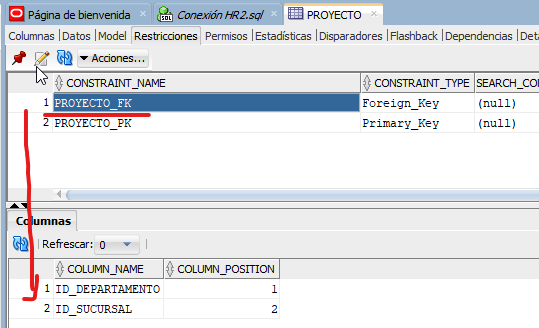 Página de bienvenida Conexión HR2.sql PROYECTO
Columnas Datos Model Restricciones Permisos Estadísticas Disparadores Flashback Dependencias Deta
Acciones...
CONSTRAINT_NAME CONSTRAINT_TYPE SEARCH_CON
1 PROYECTO_FK Foreign_Key (null)
2 PROYECTO_PK Primary_Key (null)
Columnas
Refrescar: 0
COLUMN_NAME COLUMN_POSITION
1 ID_DEPARTAMENTO 1
2 ID_SUCURSAL 2